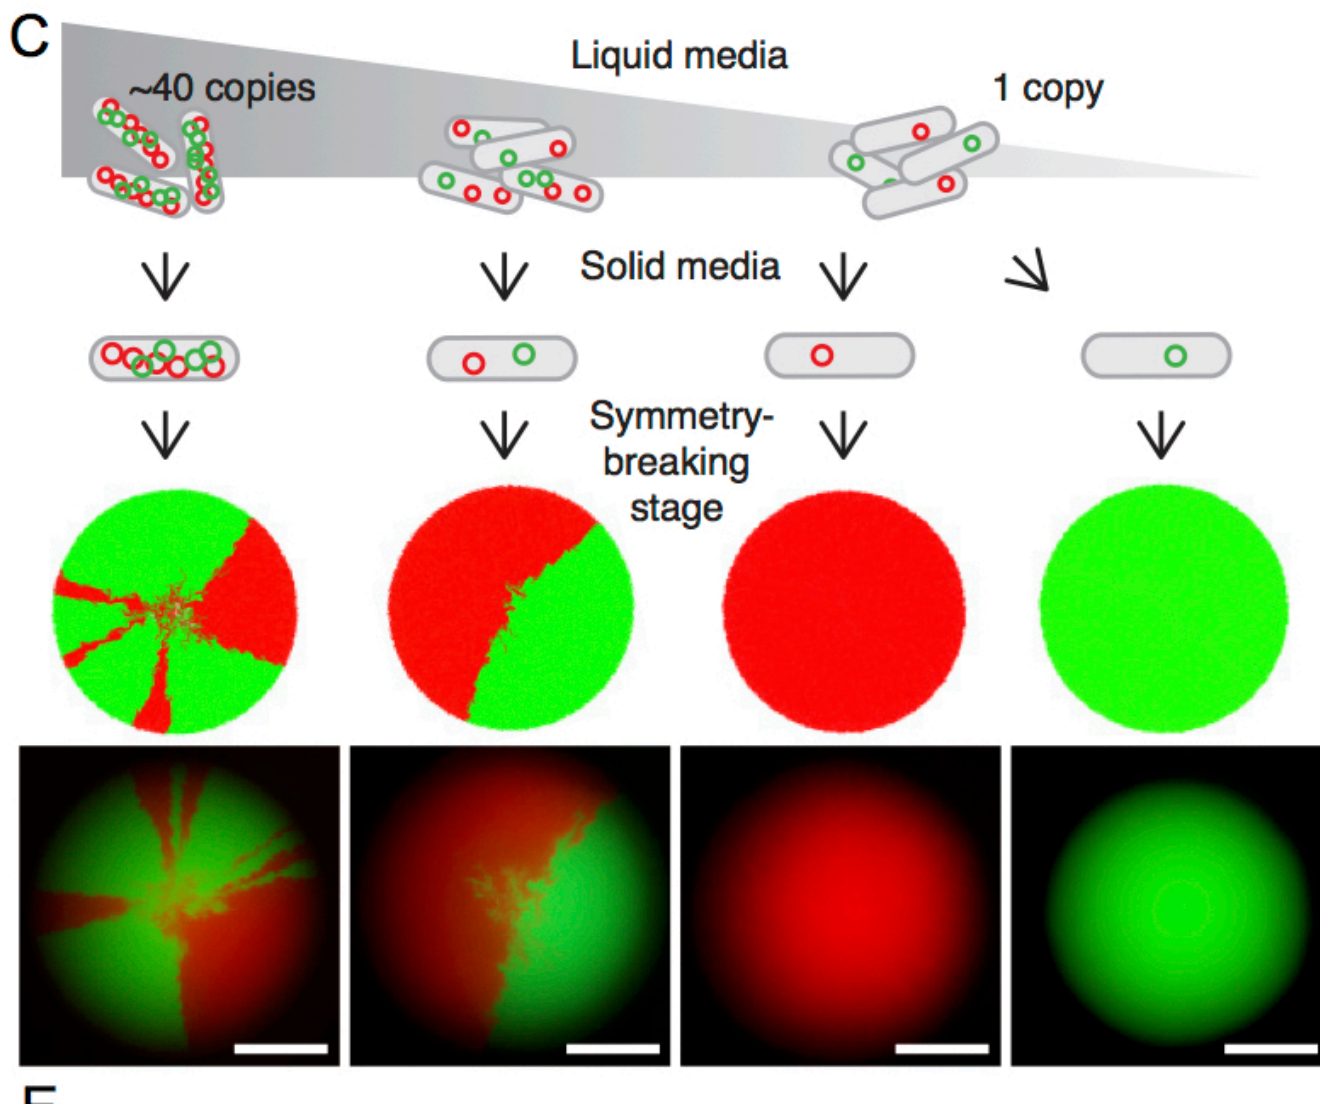 C
Liquid media
~40 copies
1 copy
Solid media
Symmetry-
breaking
stage